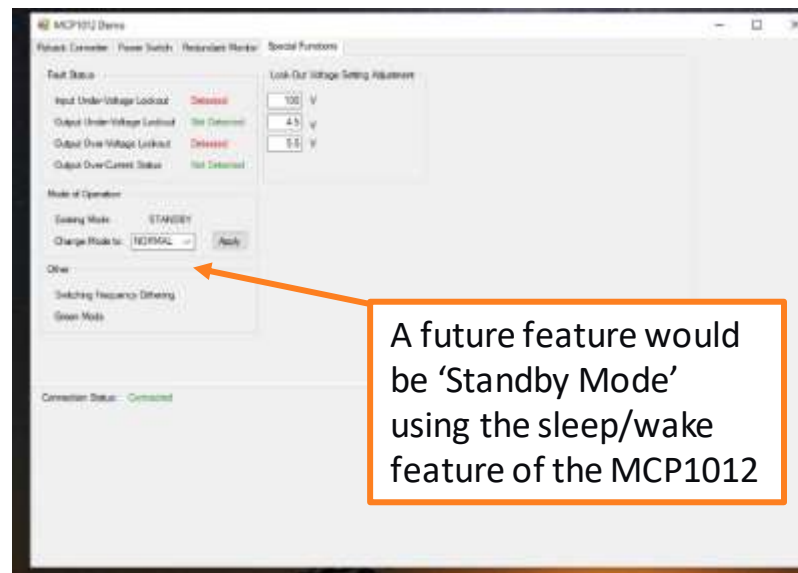 MCP1012 Demo
Flyback Converter Power Switch Redundant Monitor Special Functions
Fault Status
Lock-Out Voltage Setting Adjustment
Input Under-Voltage Lockout Detected
100 V
Output Under-Voltage Lockout Not Detected
4.5 V
Output Over-Voltage Lockout Detected
5.5 V
Output Over-Current Status Not Detected
Mode of Operation
Existing Mode STANDBY
Change Mode to: NORMAL Apply
Other
Switching Frequency Dithering
Green Mode
A future feature would
be ‘Standby Mode’
using the sleep/wake
feature of the MCP1012
Connection Status: Connected